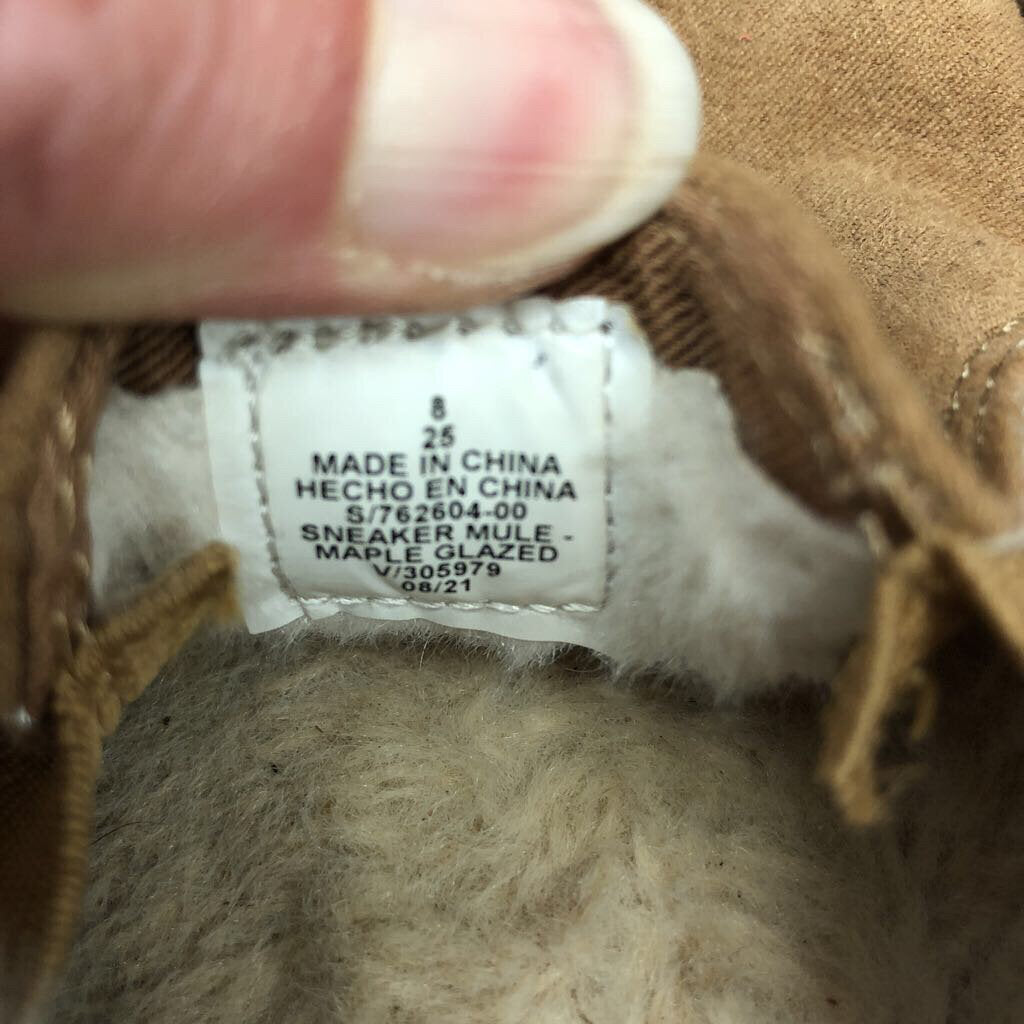 8
25
MADE IN CHINA
HECHO EN CHINA
S/762604-00
SNEAKER MULE -
MAPLE GLAZED
V/305979
08/21